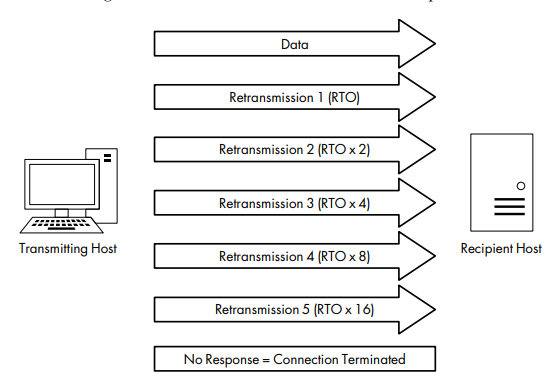 Data
Retransmission 1 (RTO)
Retransmission 2 (RTO x 2)
Retransmission 3 (RTO x 4)
Transmitting Host
Recipient Host
Retransmission 4 (RTO x 8)
Retransmission 5 (RTO x 16)
No Response = Connection Terminated